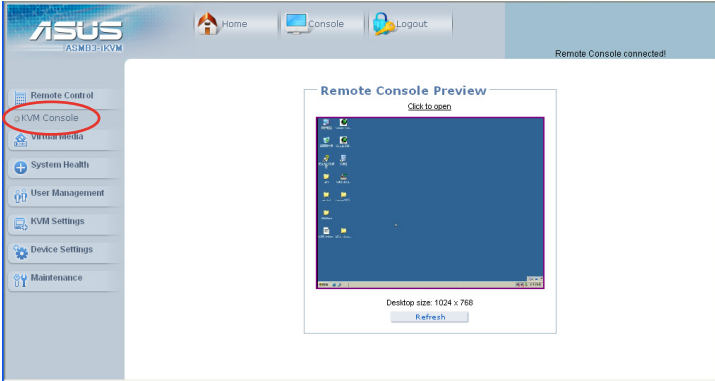 ASUS
ASMB3-iKVM
Home
Console
Logout
Remote Console connected!
Remote Control
KVM Console
Virtual Media
System Health
User Management
KVM Settings
Device Settings
Maintenance
Remote Console Preview
Click to open
Desktop size: 1024 x 768
Refresh